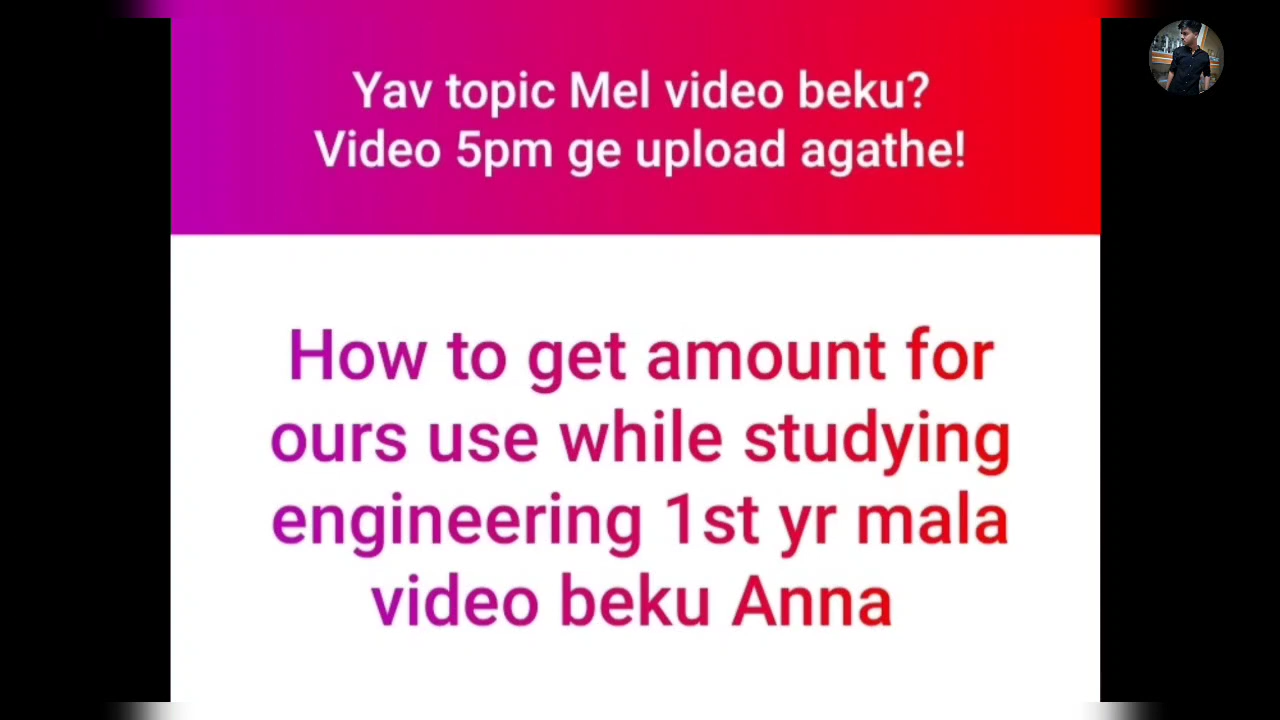 Yav topic Mel video beku?
Video 5pm ge upload agathe!
How to get amount for
ours use while studying
engineering 1st yr mala
video beku Anna